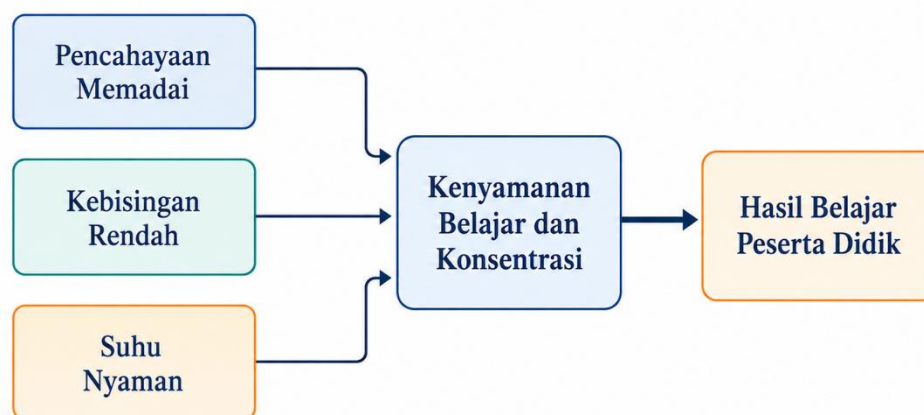 Pencahayaan
Memadai
Kebisingan
Rendah
Suhu
Nyaman
Kenyamanan
Belajar dan
Konsentrasi
Hasil Belajar
Peserta Didik